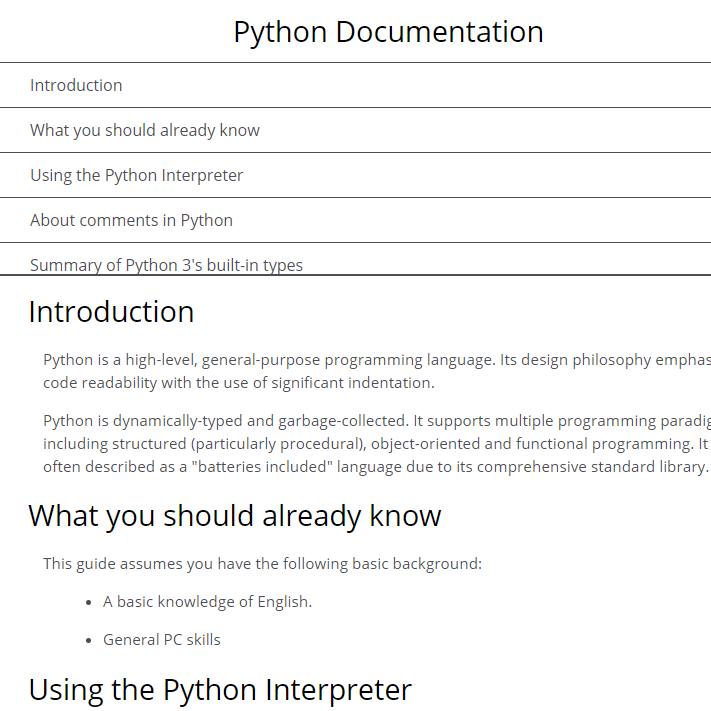 Python Documentation
Introduction
What you should already know
Using the Python Interpreter
About comments in Python
Summary of Python 3's built-in types
Introduction
Python is a high-level, general-purpose programming language. Its design philosophy emphas
code readability with the use of significant indentation.
Python is dynamically-typed and garbage-collected. It supports multiple programming paradig
including structured (particularly procedural), object-oriented and functional programming. It
often described as a "batteries included" language due to its comprehensive standard library.
What you should already know
This guide assumes you have the following basic background:
• A basic knowledge of English.
• General PC skills
Using the Python Interpreter